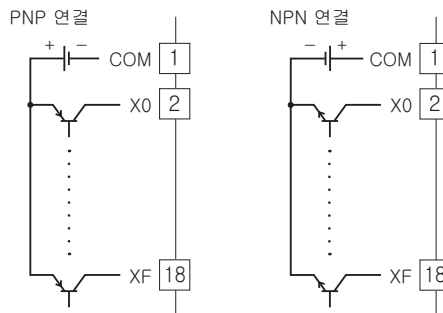 PNP 연결
+ −
COM 1
X0 2
XF 18
NPN 연결
− +
COM 1
X0 2
XF 18